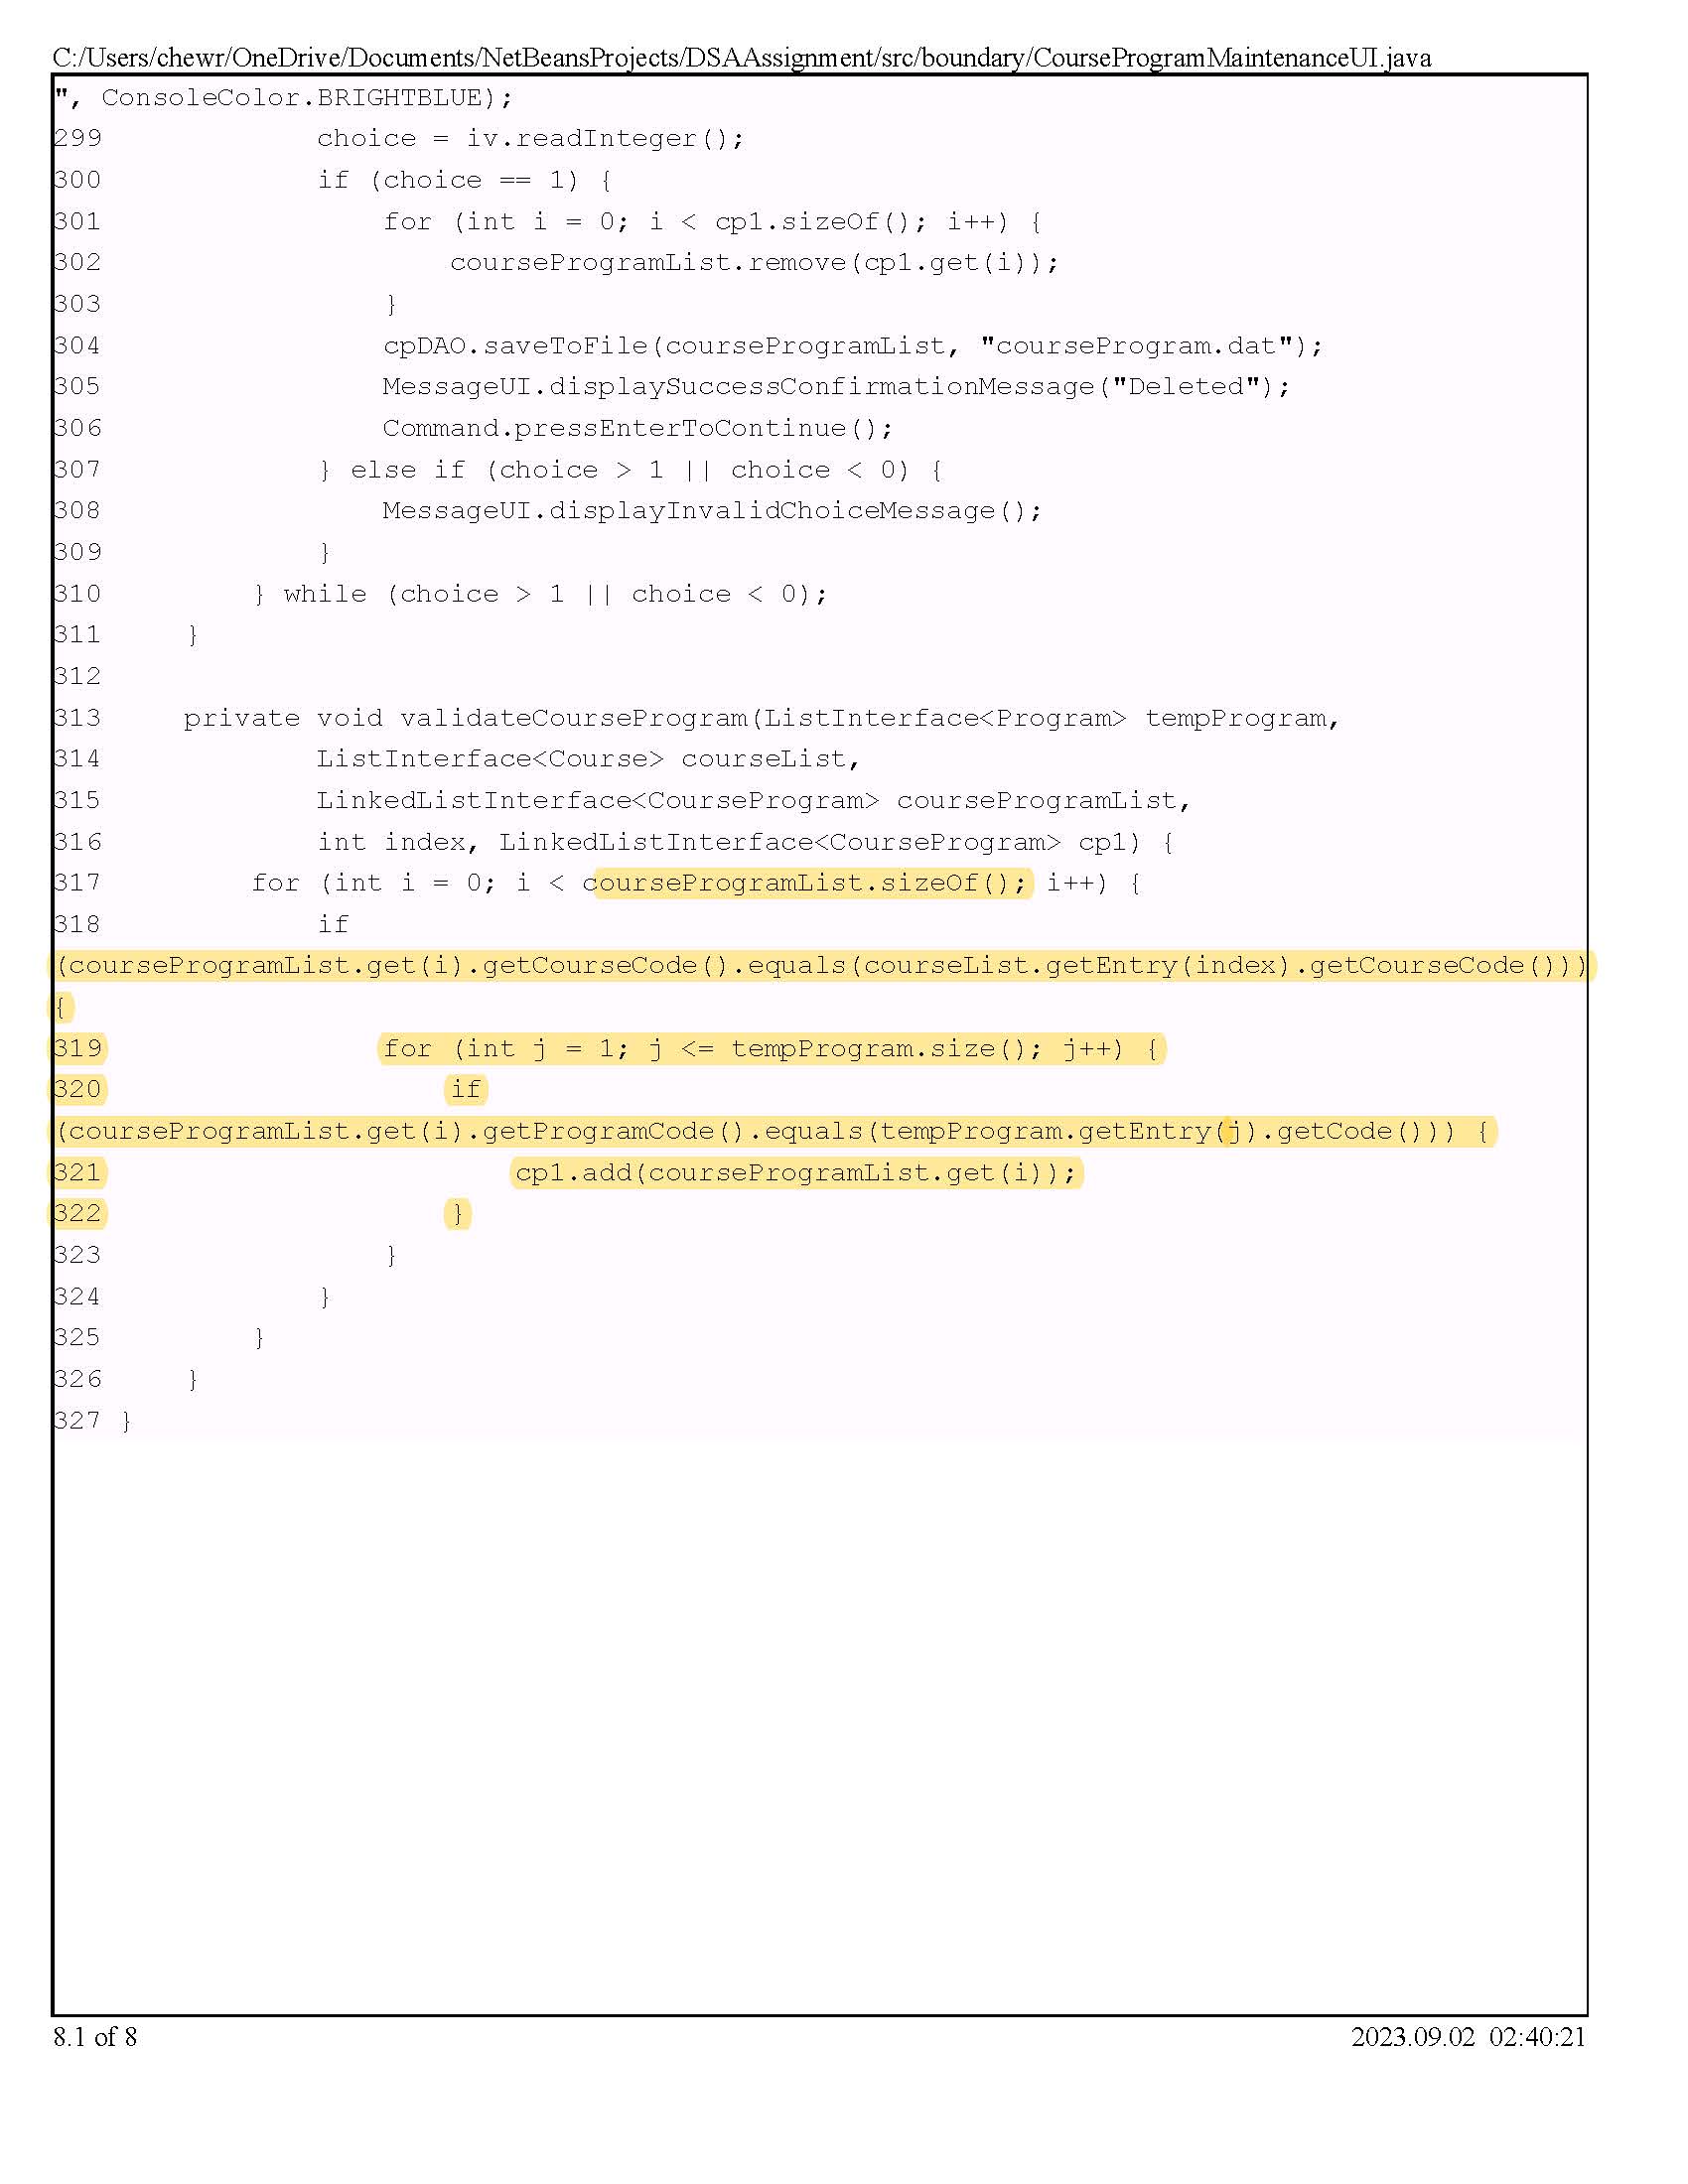 C:/Users/chewr/OneDrive/Documents/NetBeansProjects/DSAAssignment/src/boundary/CourseProgramMaintenanceUI.java
", ConsoleColor.BRIGHTBLUE);
299             choice = iv.readInteger();
300             if (choice == 1) {
301                 for (int i = 0; i < cp1.sizeOf(); i++) {
302                     courseProgramList.remove(cp1.get(i));
303                 }
304                 cpDAO.saveToFile(courseProgramList, "courseProgram.dat");
305                 MessageUI.displaySuccessConfirmationMessage("Deleted");
306                 Command.pressEnterToContinue();
307             } else if (choice > 1 || choice < 0) {
308                 MessageUI.displayInvalidChoiceMessage();
309             }
310         } while (choice > 1 || choice < 0);
311     }
312
313     private void validateCourseProgram(ListInterface<Program> tempProgram,
314             ListInterface<Course> courseList,
315             LinkedListInterface<CourseProgram> courseProgramList,
316             int index, LinkedListInterface<CourseProgram> cp1) {
317         for (int i = 0; i < courseProgramList.sizeOf(); i++) {
318             if
(courseProgramList.get(i).getCourseCode().equals(courseList.getEntry(index).getCourseCode()))
{
319                 for (int j = 1; j <= tempProgram.size(); j++) {
320                     if
(courseProgramList.get(i).getProgramCode().equals(tempProgram.getEntry(j).getCode())) {
321                         cp1.add(courseProgramList.get(i));
322                     }
323                 }
324             }
325         }
326     }
327 }
8.1 of 8
2023.09.02 02:40:21